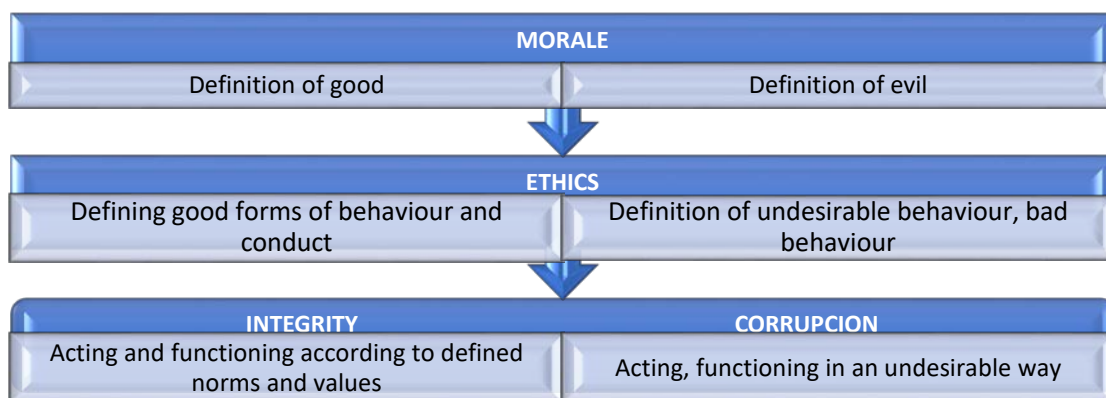 MORALE
Definition of good
Definition of evil
ETHICS
Defining good forms of behaviour and
conduct
Definition of undesirable behaviour, bad
behaviour
INTEGRITY
CORRUPCION
Acting and functioning according to defined
norms and values
Acting, functioning in an undesirable way